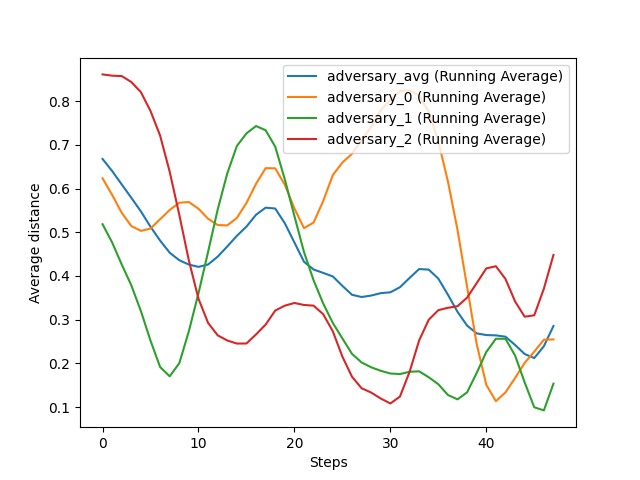 adversary_avg (Running Average)
adversary_0 (Running Average)
adversary_1 (Running Average)
adversary_2 (Running Average)
Average distance
0.8
0.7
0.6
0.5
0.4
0.3
0.2
0.1
0 10 20 30 40
Steps